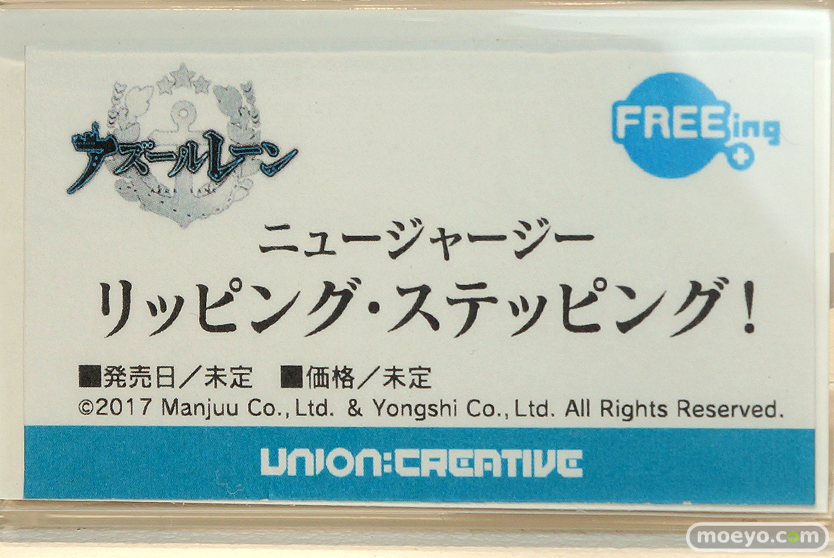 アズールレーン
AZUR LANE
FREEing
ニュージャージー
リッピング・ステッピング！
■発売日／未定　■価格／未定
©2017 Manjuu Co.,Ltd. & Yongshi Co.,Ltd. All Rights Reserved.
UNION:CREATIVE
moeyo.com